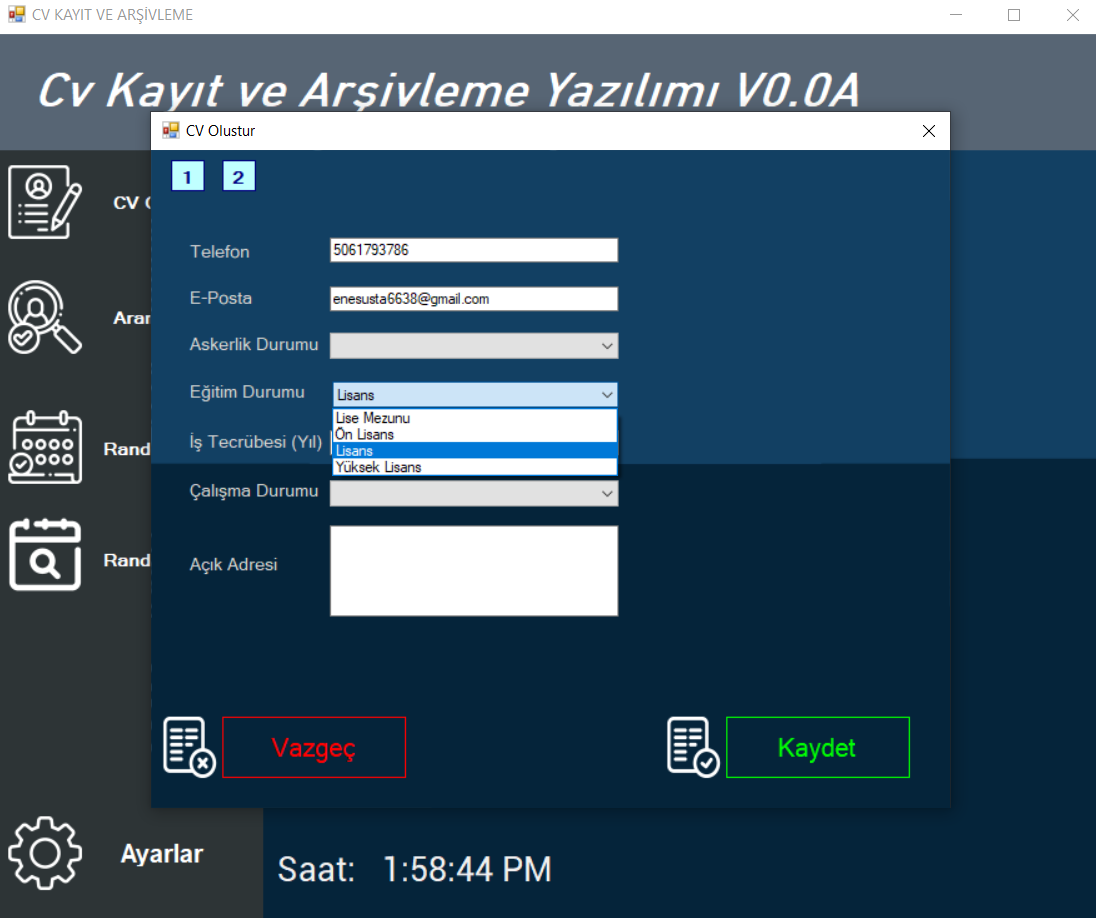 CV KAYIT VE ARŞİVLEME
Cv Kayıt ve Arşivleme Yazılımı V0.0A
CV Olustur
1 2
CV
Telefon 5061793786
E-Posta enesusta6638@gmail.com
Aran
Askerlik Durumu
Eğitim Durumu Lisans
Lise Mezunu
Ön Lisans
İş Tecrübesi (Yıl)
Lisans
Yüksek Lisans
Rand
Çalışma Durumu
Açık Adresi
Rand
Vazgeç
Kaydet
Ayarlar
Saat: 1:58:44 PM